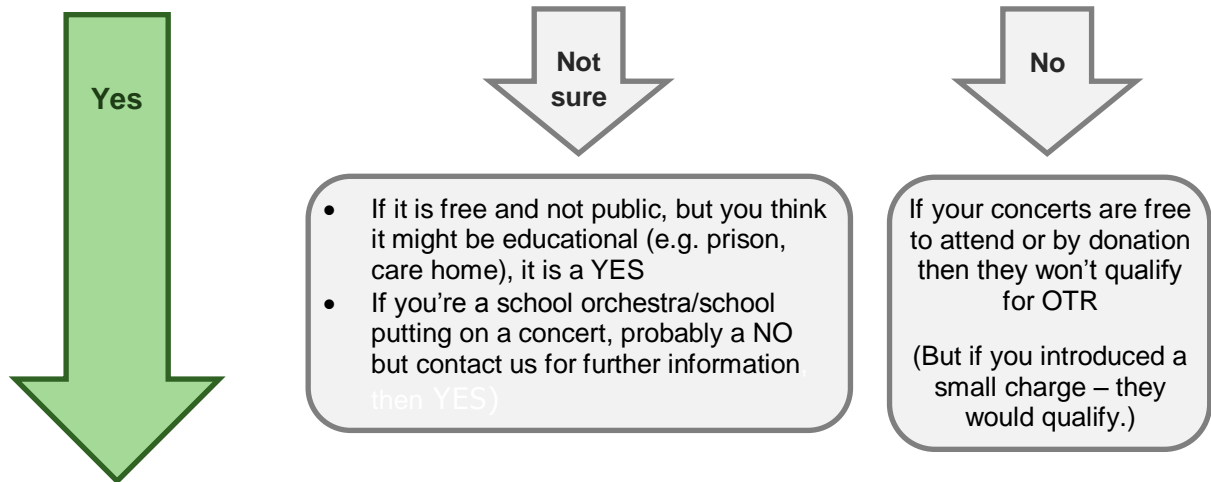 Yes
Not
sure
No
• If it is free and not public, but you think
it might be educational (e.g. prison,
care home), it is a YES
• If you’re a school orchestra/school
putting on a concert, probably a NO
but contact us for further information,
then YES)
If your concerts are free
to attend or by donation
then they won’t qualify
for OTR
(But if you introduced a
small charge – they
would qualify.)